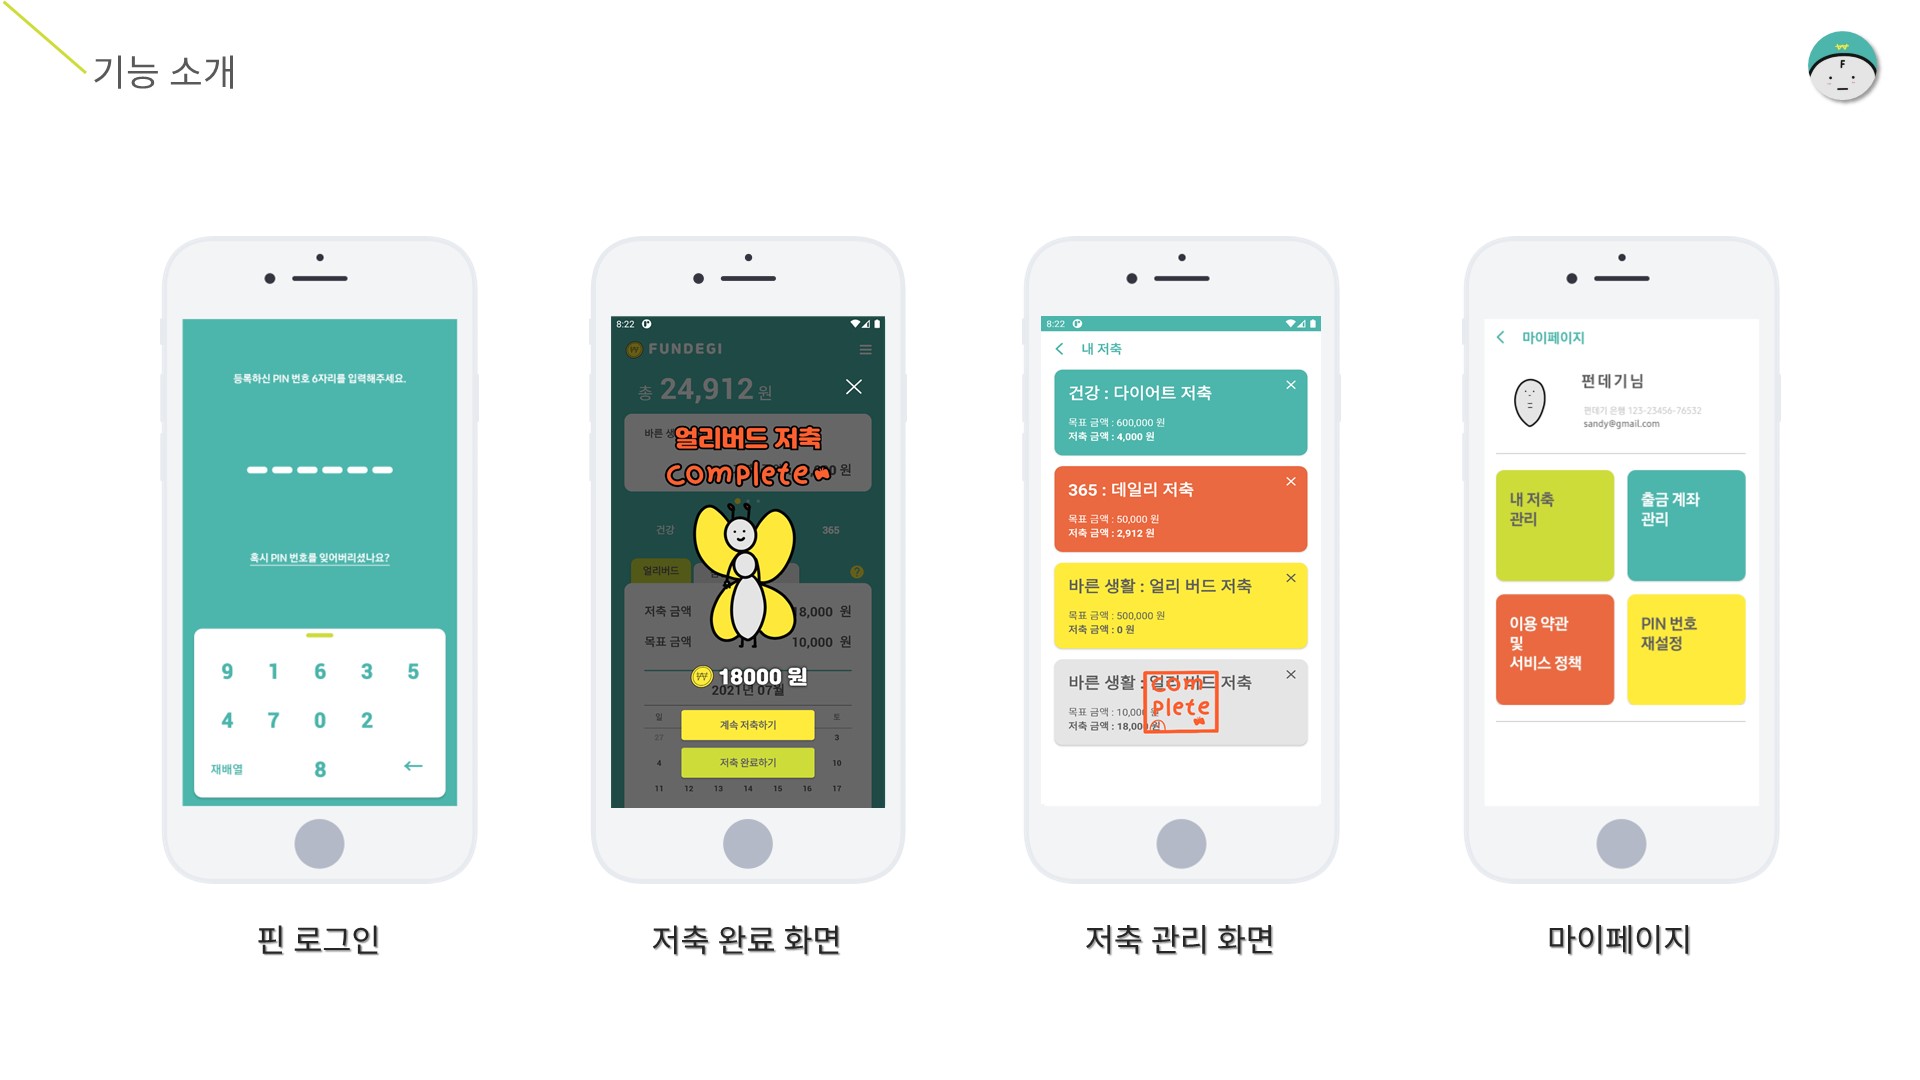 기능 소개
F
등록하신 PIN 번호 6자리를 입력해주세요.
혹시 PIN 번호를 잊어버리셨나요?
9 1 6 3 5
4 7 0 2
재배열 8 ←
핀 로그인
8:22
FUNDEGI
총 24,912 원
바른 생
얼리버드 저축
원
complete
건강 365
얼리버드
?
저축 금액 18,000 원
목표 금액 10,000 원
18000 원
2021년 07월
일 토
계속 저축하기
27 3
저축 완료하기
4 10
11 12 13 14 15 16 17
저축 완료 화면
8:22
내 저축
건강 : 다이어트 저축
목표 금액 : 600,000 원
저축 금액 : 4,000 원
365 : 데일리 저축
목표 금액 : 50,000 원
저축 금액 : 2,912 원
바른 생활 : 얼리 버드 저축
목표 금액 : 500,000 원
저축 금액 : 0 원
바른 생활 : 얼리 버드 저축
목표 금액 : 10,000 원
저축 금액 : 18,000 원
com
plete
저축 관리 화면
마이페이지
펀데기님
펀데기 은행 123-23456-76532
sandy@gmail.com
내 저축
관리
출금 계좌
관리
이용 약관
및
서비스 정책
PIN 번호
재설정
마이페이지